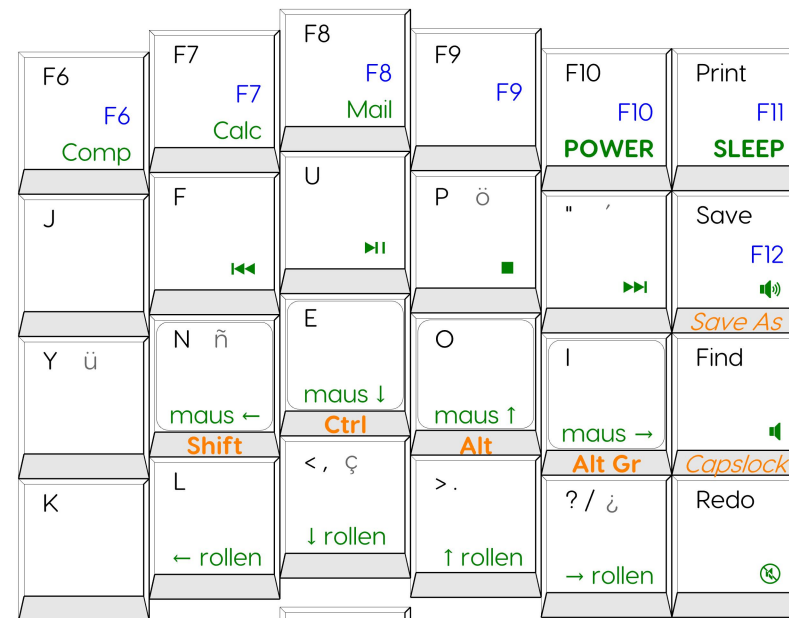 F6
F6
Comp
F7
F7
Calc
F8
F8
Mail
F9
F9
F10
F10
POWER
Print
F11
SLEEP
J
F
U
P ö
" ´
Save
F12
Save As
Y ü
N ñ
maus ←
Shift
E
maus ↓
Ctrl
O
maus ↑
Alt
I
maus →
Alt Gr
Find
Capslock
K
L
← rollen
< , ç
↓ rollen
> .
↑ rollen
? / ¿
→ rollen
Redo